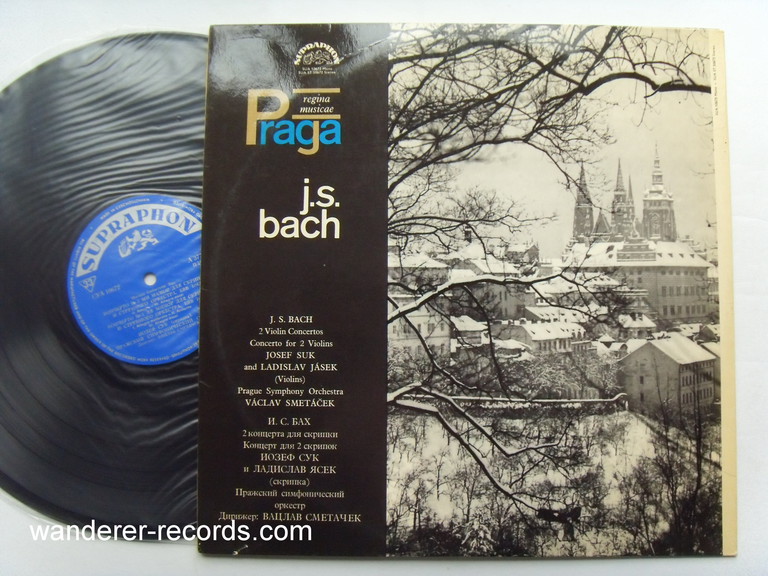 SUPRAPHON
regina
musicae
Praga
j.s.
bach
J. S. BACH
2 Violin Concertos
Concerto for 2 Violins
JOSEF SUK
and LADISLAV JÁSEK
(Violins)
Prague Symphony Orchestra
VÁCLAV SMETÁČEK
И. С. БАХ
2 концерта для скрипки
Концерт для 2 скрипок
ИОЗЕФ СУК
и ЛАДИСЛАВ ЯСЕК
(скрипка)
Пражский симфонический
оркестр
Дирижер: ВАЦЛАВ СМЕТАЧЕК
SUPRAPHON
wanderer-records.com